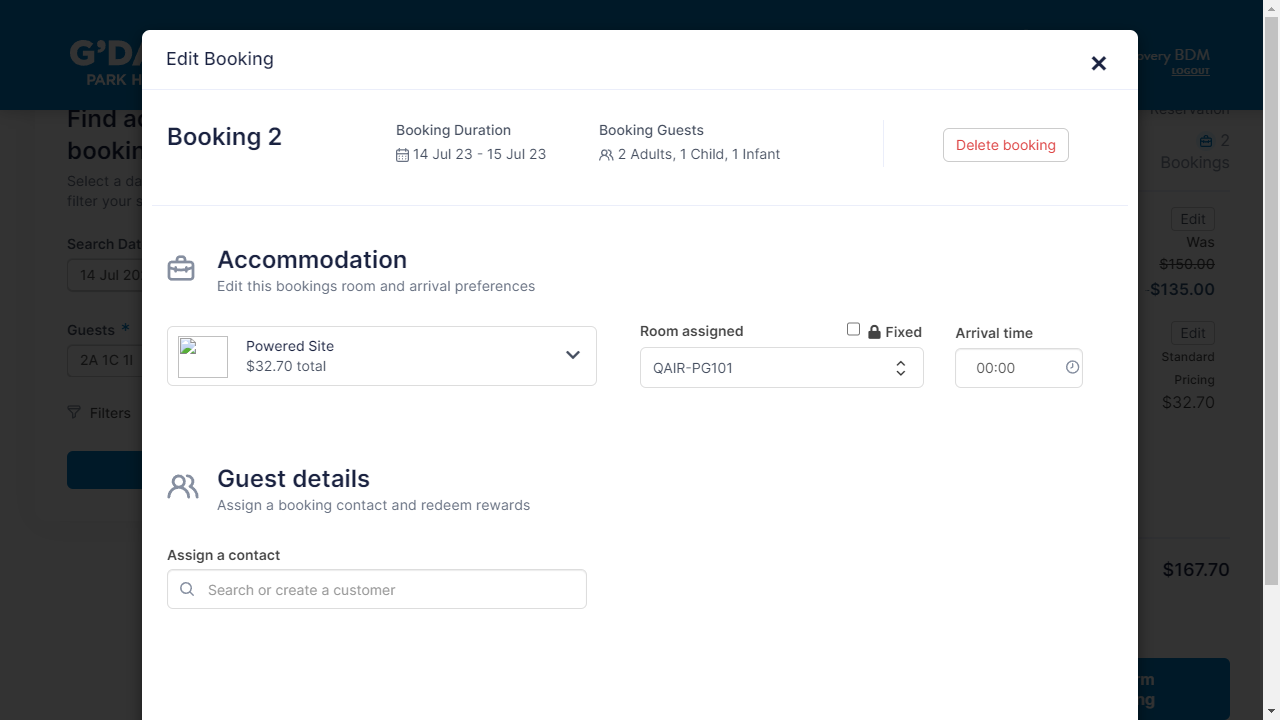 Edit Booking
G'DA
PARK H
overy BDM
LOGOUT
Booking 2
Booking Duration
14 Jul 23 - 15 Jul 23
Booking Guests
2 Adults, 1 Child, 1 Infant
Delete booking
Find a
bookin
Select a da
filter your s
Search Dat
14 Jul 20
Guests *
2A 1C 1I
Filters
Accommodation
Edit this bookings room and arrival preferences
Powered Site
$32.70 total
Room assigned
Fixed
QAIR-PG101
Arrival time
00:00
Guest details
Assign a booking contact and redeem rewards
Assign a contact
Search or create a customer
Reservation
2
Bookings
Edit
Was
$150.00
$135.00
Edit
Standard
Pricing
$32.70
$167.70
rm
ng